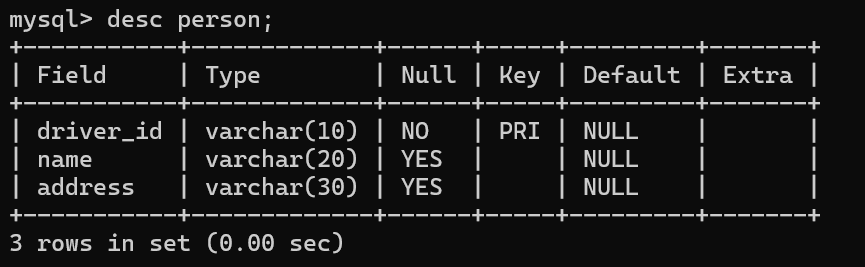 mysql> desc person;
+-----------+-------------+------+-----+---------+-------+
| Field     | Type        | Null | Key | Default | Extra |
+-----------+-------------+------+-----+---------+-------+
| driver_id | varchar(10) | NO   | PRI | NULL    |       |
| name      | varchar(20) | YES  |     | NULL    |       |
| address   | varchar(30) | YES  |     | NULL    |       |
+-----------+-------------+------+-----+---------+-------+
3 rows in set (0.00 sec)